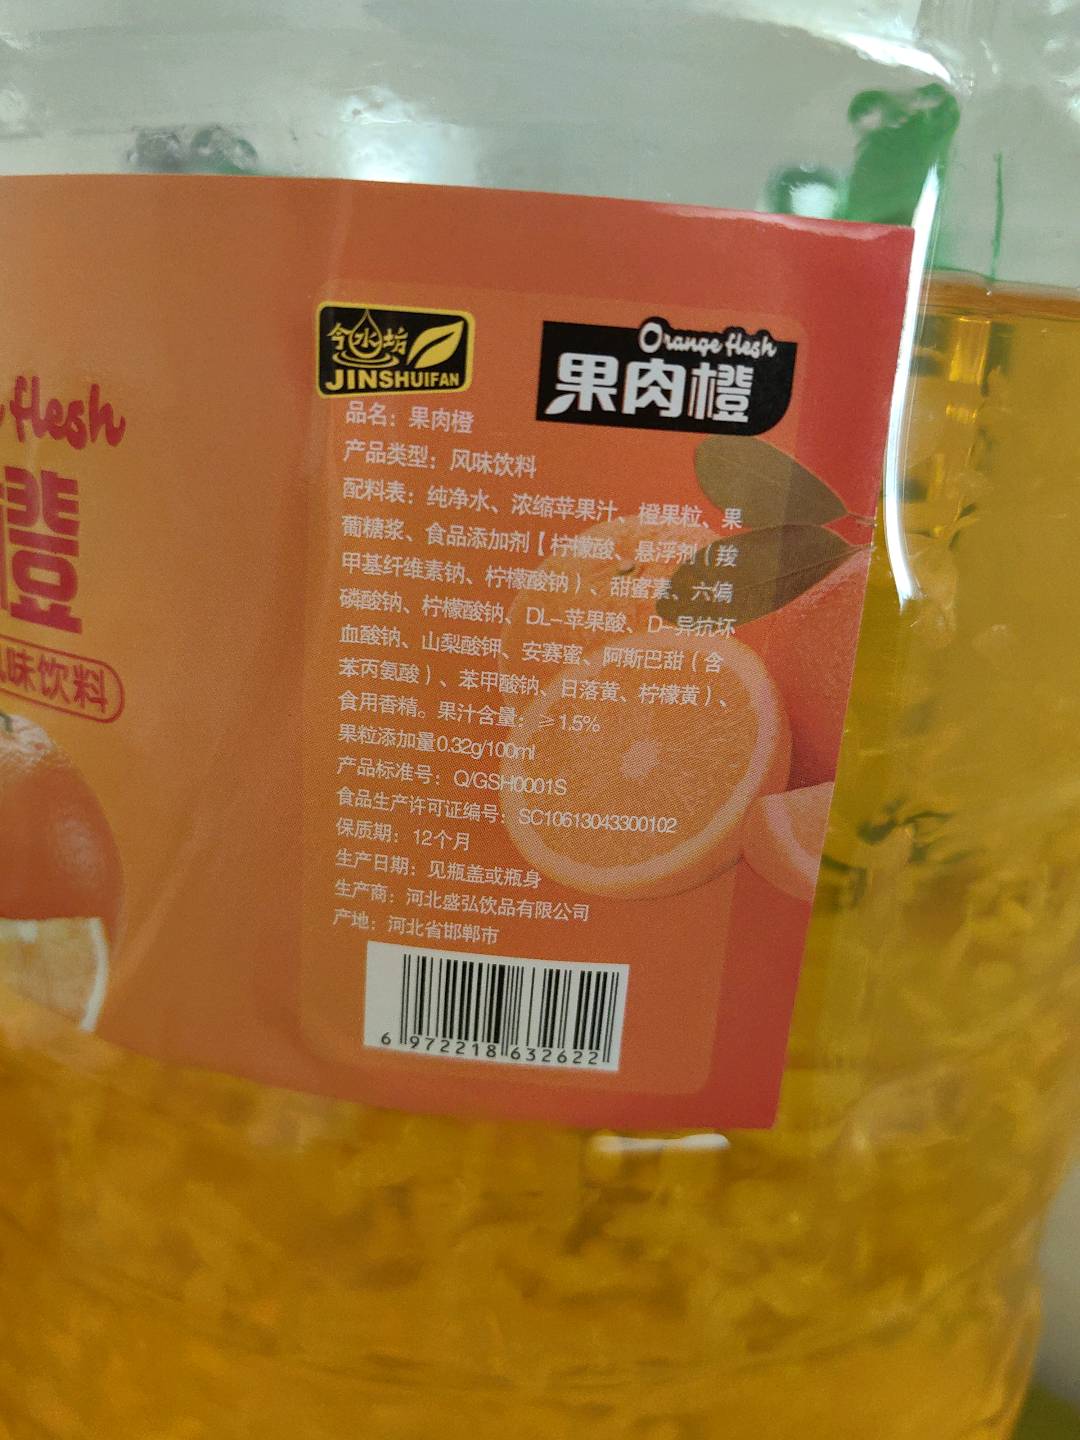 flesh
橙
味饮料
今水坊
JINSHUIFAN
Orange flesh
果肉橙
品名：果肉橙
产品类型：风味饮料
配料表：纯净水、浓缩苹果汁、橙果粒、果
葡糖浆、食品添加剂【柠檬酸、悬浮剂（羧
甲基纤维素钠、柠檬酸钠）、甜蜜素、六偏
磷酸钠、柠檬酸钠、DL-苹果酸、D-异抗坏
血酸钠、山梨酸钾、安赛蜜、阿斯巴甜（含
苯丙氨酸）、苯甲酸钠、日落黄、柠檬黄）、
食用香精。果汁含量：≥1.5%
果粒添加量0.32g/100ml
产品标准号：Q/GSH0001S
食品生产许可证编号：SC10613043300102
保质期：12个月
生产日期：见瓶盖或瓶身
生产商：河北盛弘饮品有限公司
产地：河北省邯郸市
6 972218 632622